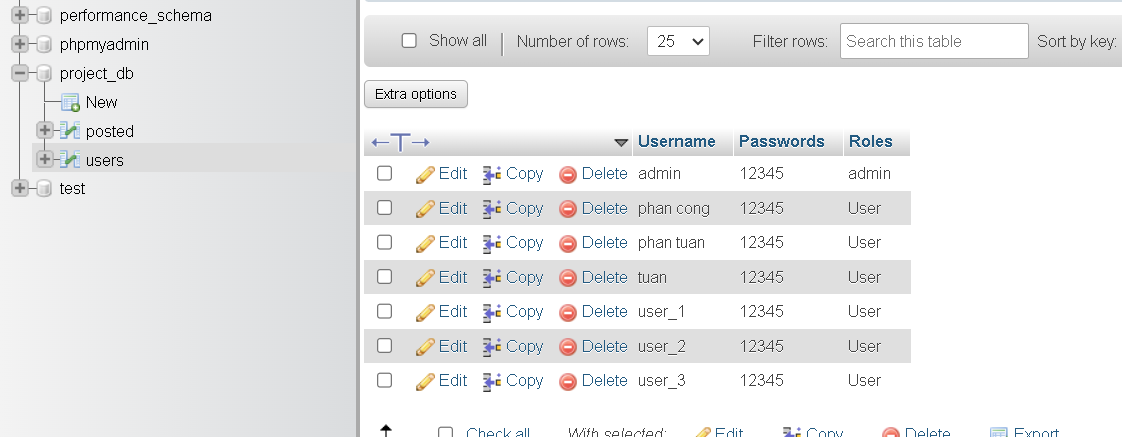 performance_schema
phpmyadmin
project_db
New
posted
users
test
Show all Number of rows: 25 Filter rows: Search this table Sort by key:
Extra options
Username Passwords Roles
Edit Copy Delete admin 12345 admin
Edit Copy Delete phan cong 12345 User
Edit Copy Delete phan tuan 12345 User
Edit Copy Delete tuan 12345 User
Edit Copy Delete user_1 12345 User
Edit Copy Delete user_2 12345 User
Edit Copy Delete user_3 12345 User
Check all With selected: Edit Copy Delete Export